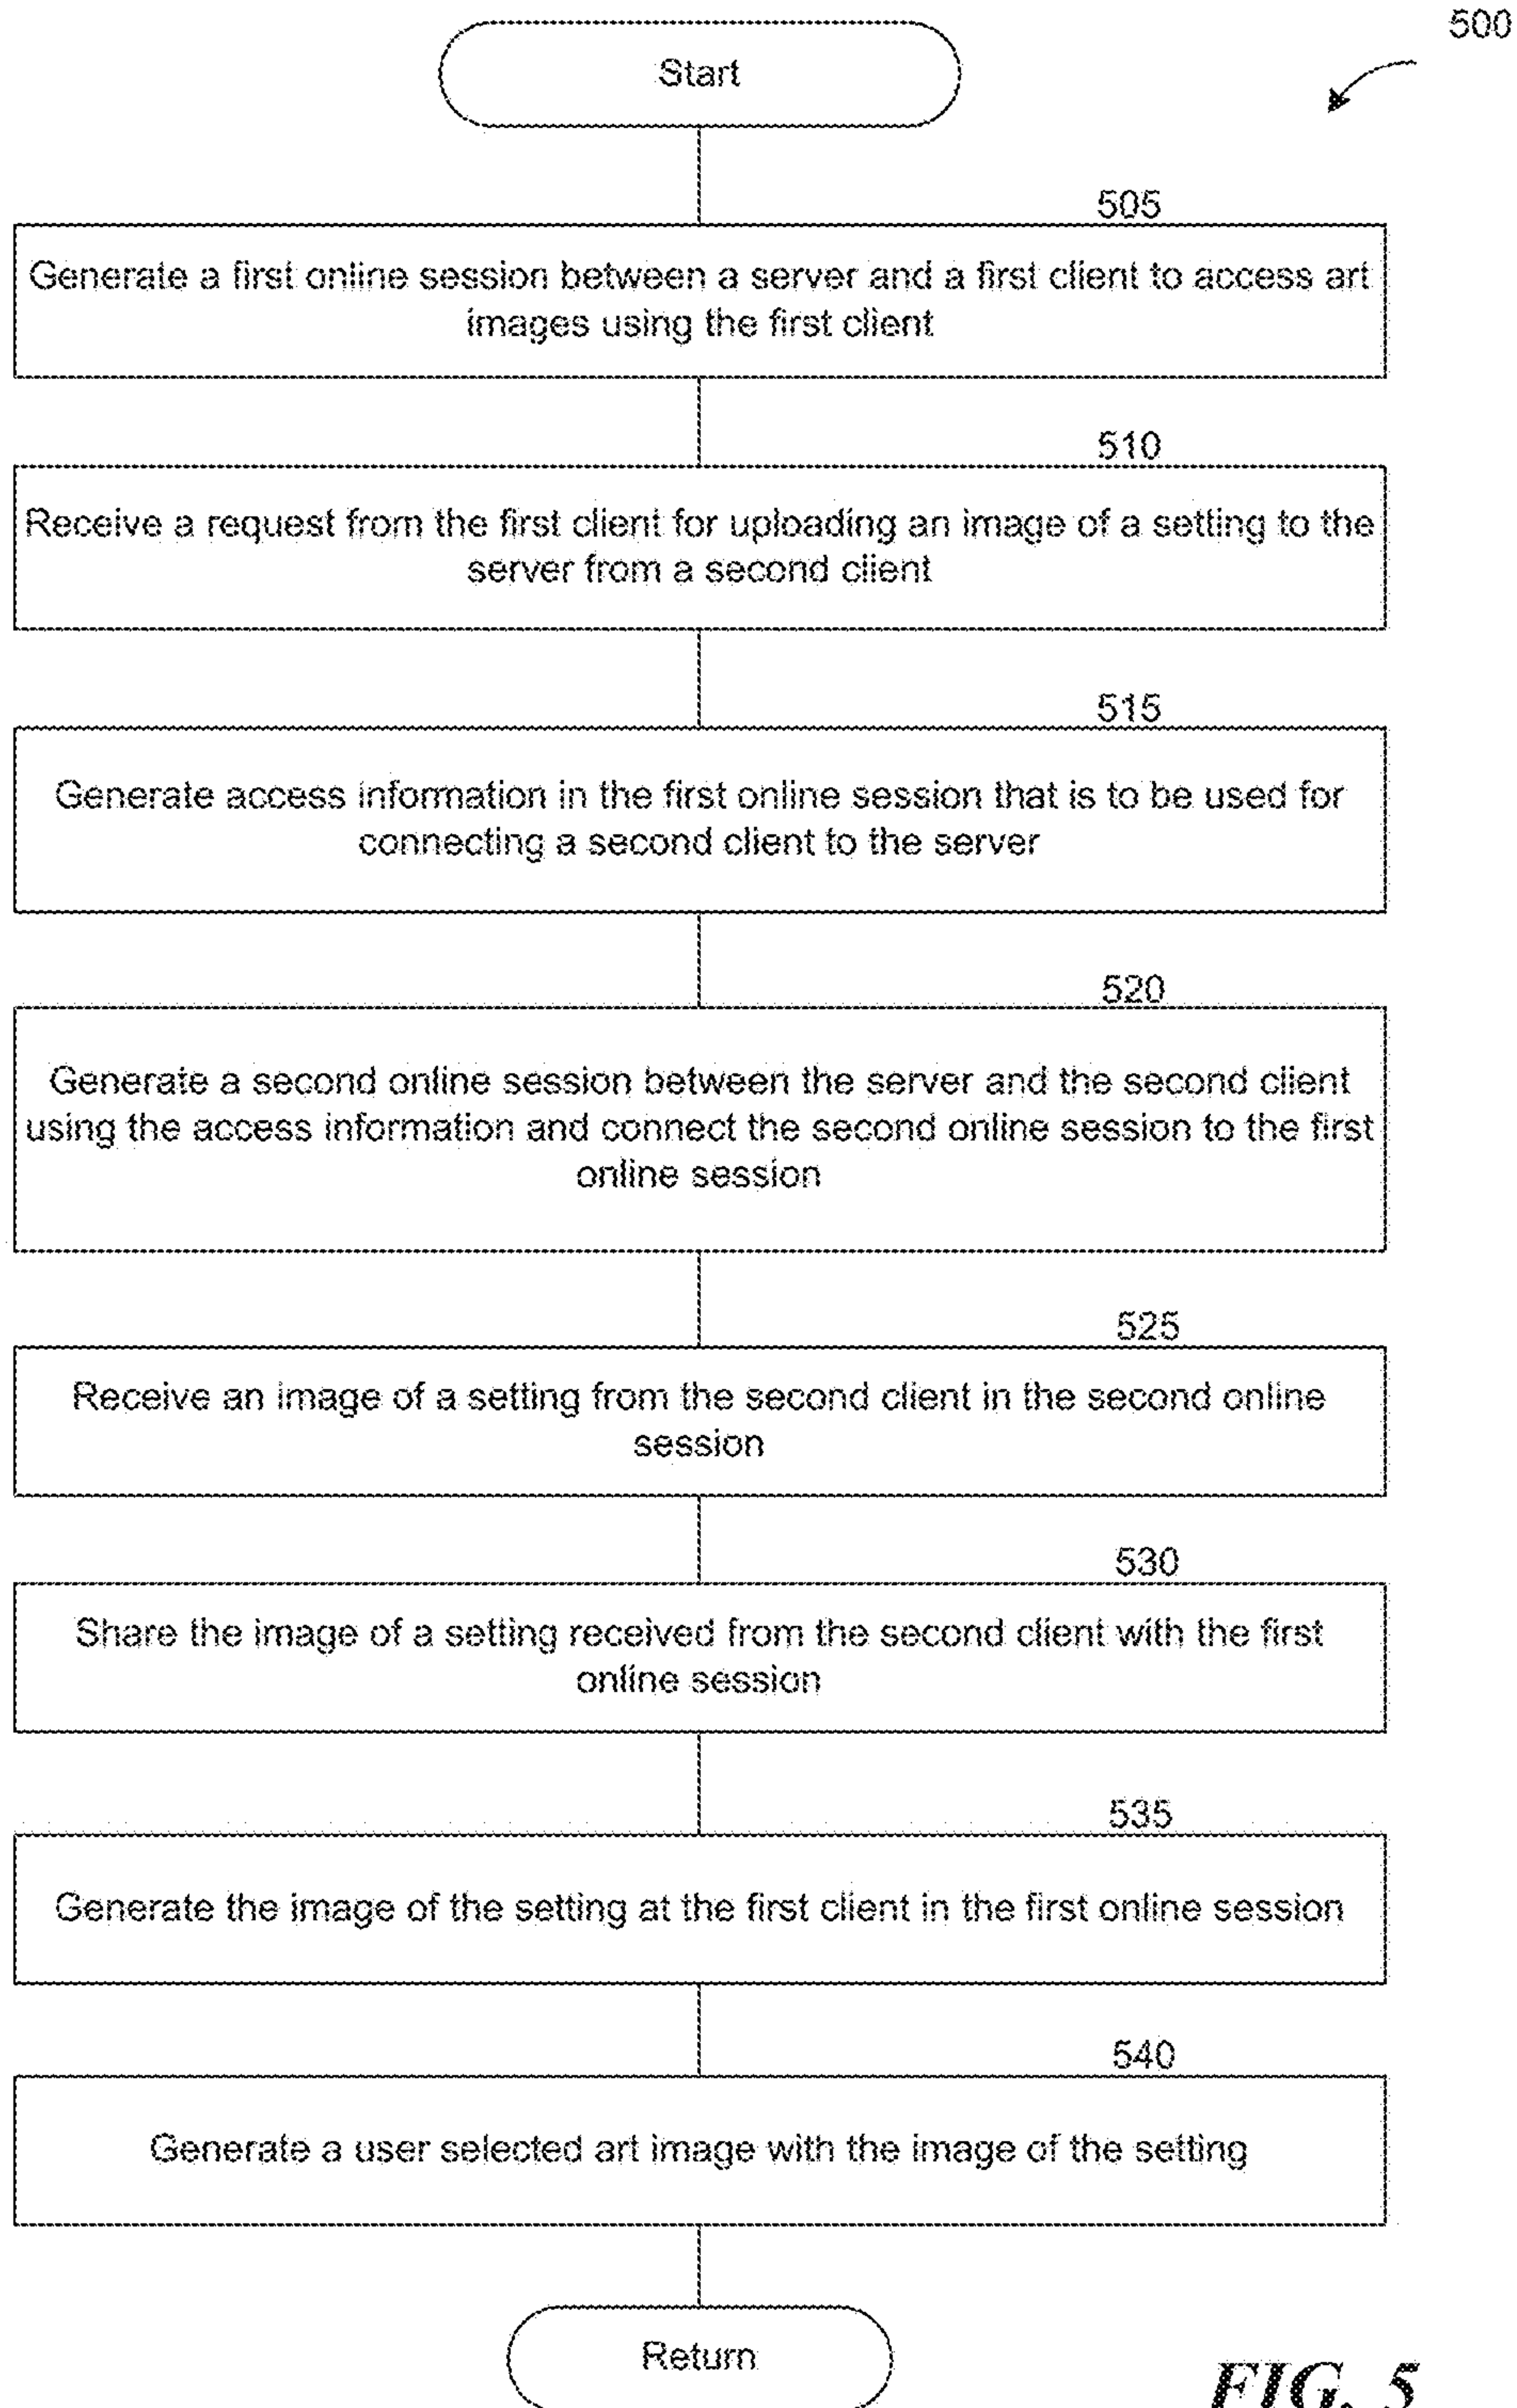 500
Start
505
Generate a first online session between a server and a first client to access art
images using the first client
510
Receive a request from the first client for uploading an image of a setting to the
server from a second client
515
Generate access information in the first online session that is to be used for
connecting a second client to the server
520
Generate a second online session between the server and the second client
using the access information and connect the second online session to the first
online session
525
Receive an image of a setting from the second client in the second online
session
530
Share the image of a setting received from the second client with the first
online session
535
Generate the image of the setting at the first client in the first online session
540
Generate a user selected art image with the image of the setting
Return
FIG. 5